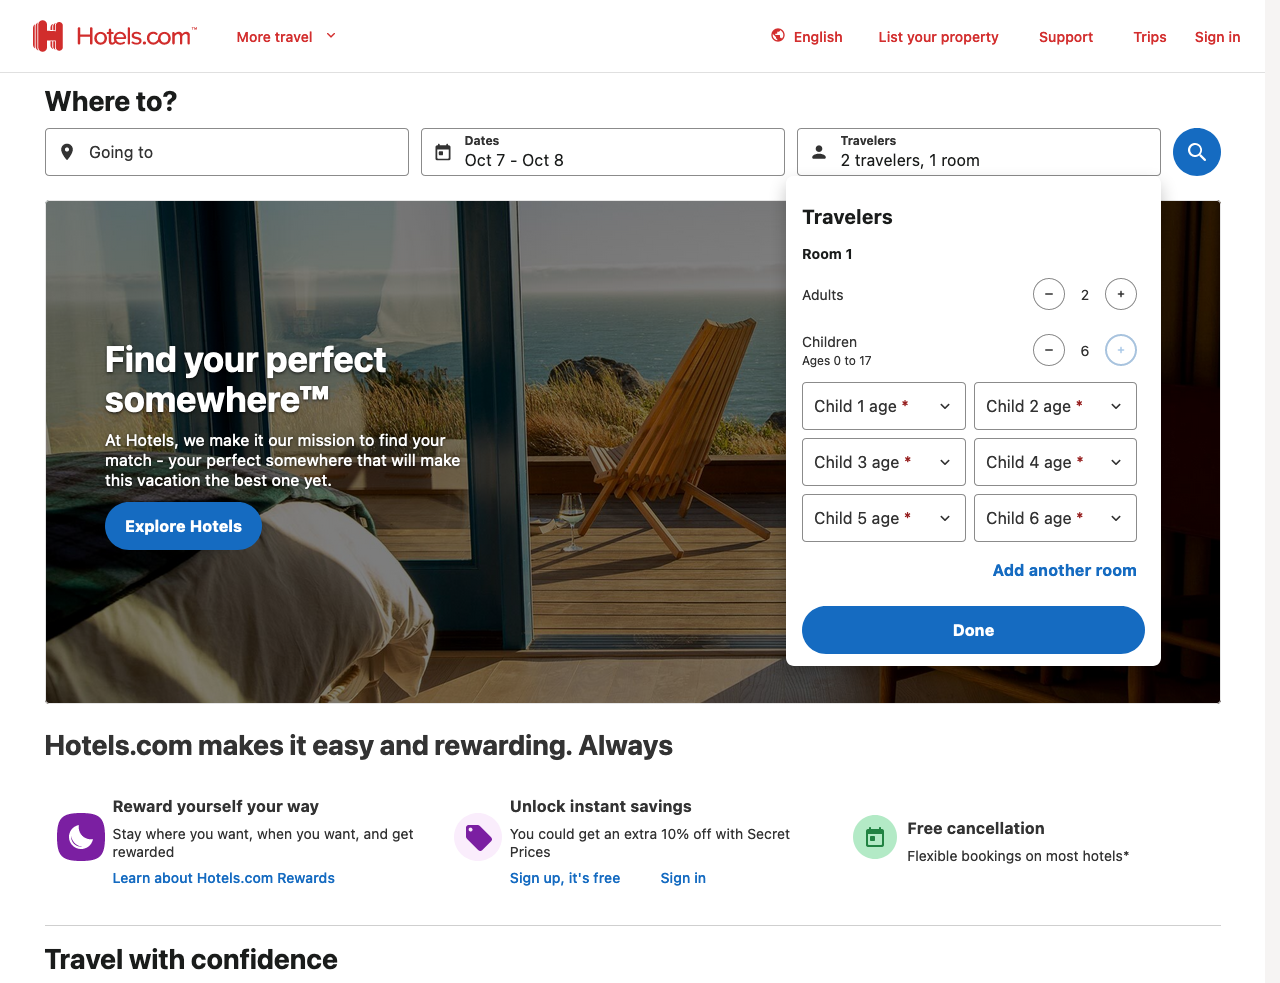 Hotels.com™
More travel
English
List your property
Support
Trips
Sign in
Where to?
Going to
Dates
Oct 7 - Oct 8
Travelers
2 travelers, 1 room
Travelers
Room 1
Adults
2
Children
6
Ages 0 to 17
Child 1 age *
Child 2 age *
Child 3 age *
Child 4 age *
Child 5 age *
Child 6 age *
Add another room
Done
Find your perfect
somewhere™
At Hotels, we make it our mission to find your
match - your perfect somewhere that will make
this vacation the best one yet.
Explore Hotels
Hotels.com makes it easy and rewarding. Always
Reward yourself your way
Stay where you want, when you want, and get
rewarded
Learn about Hotels.com Rewards
Unlock instant savings
You could get an extra 10% off with Secret
Prices
Sign up, it's free
Sign in
Free cancellation
Flexible bookings on most hotels*
Travel with confidence